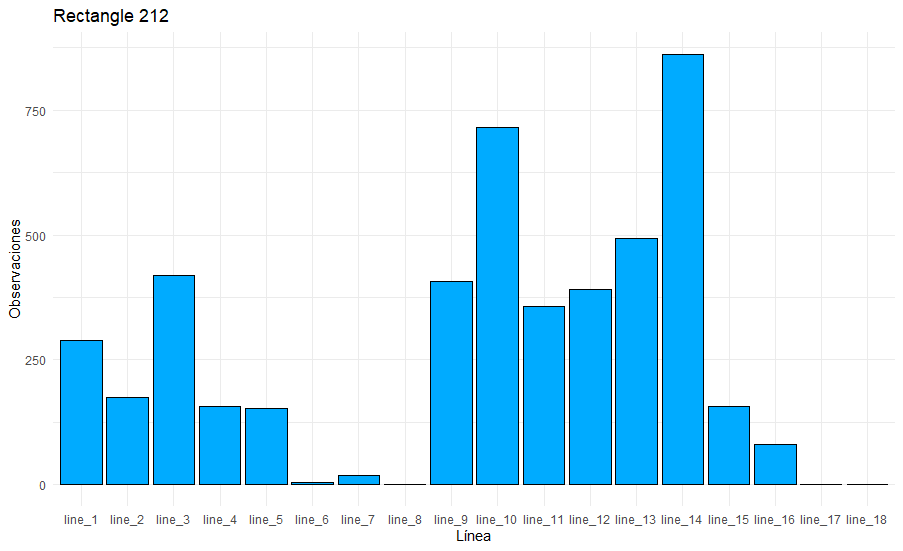 Rectangle 212
Observaciones
750
500
250
0
line_1 line_2 line_3 line_4 line_5 line_6 line_7 line_8 line_9 line_10 line_11 line_12 line_13 line_14 line_15 line_16 line_17 line_18
Línea